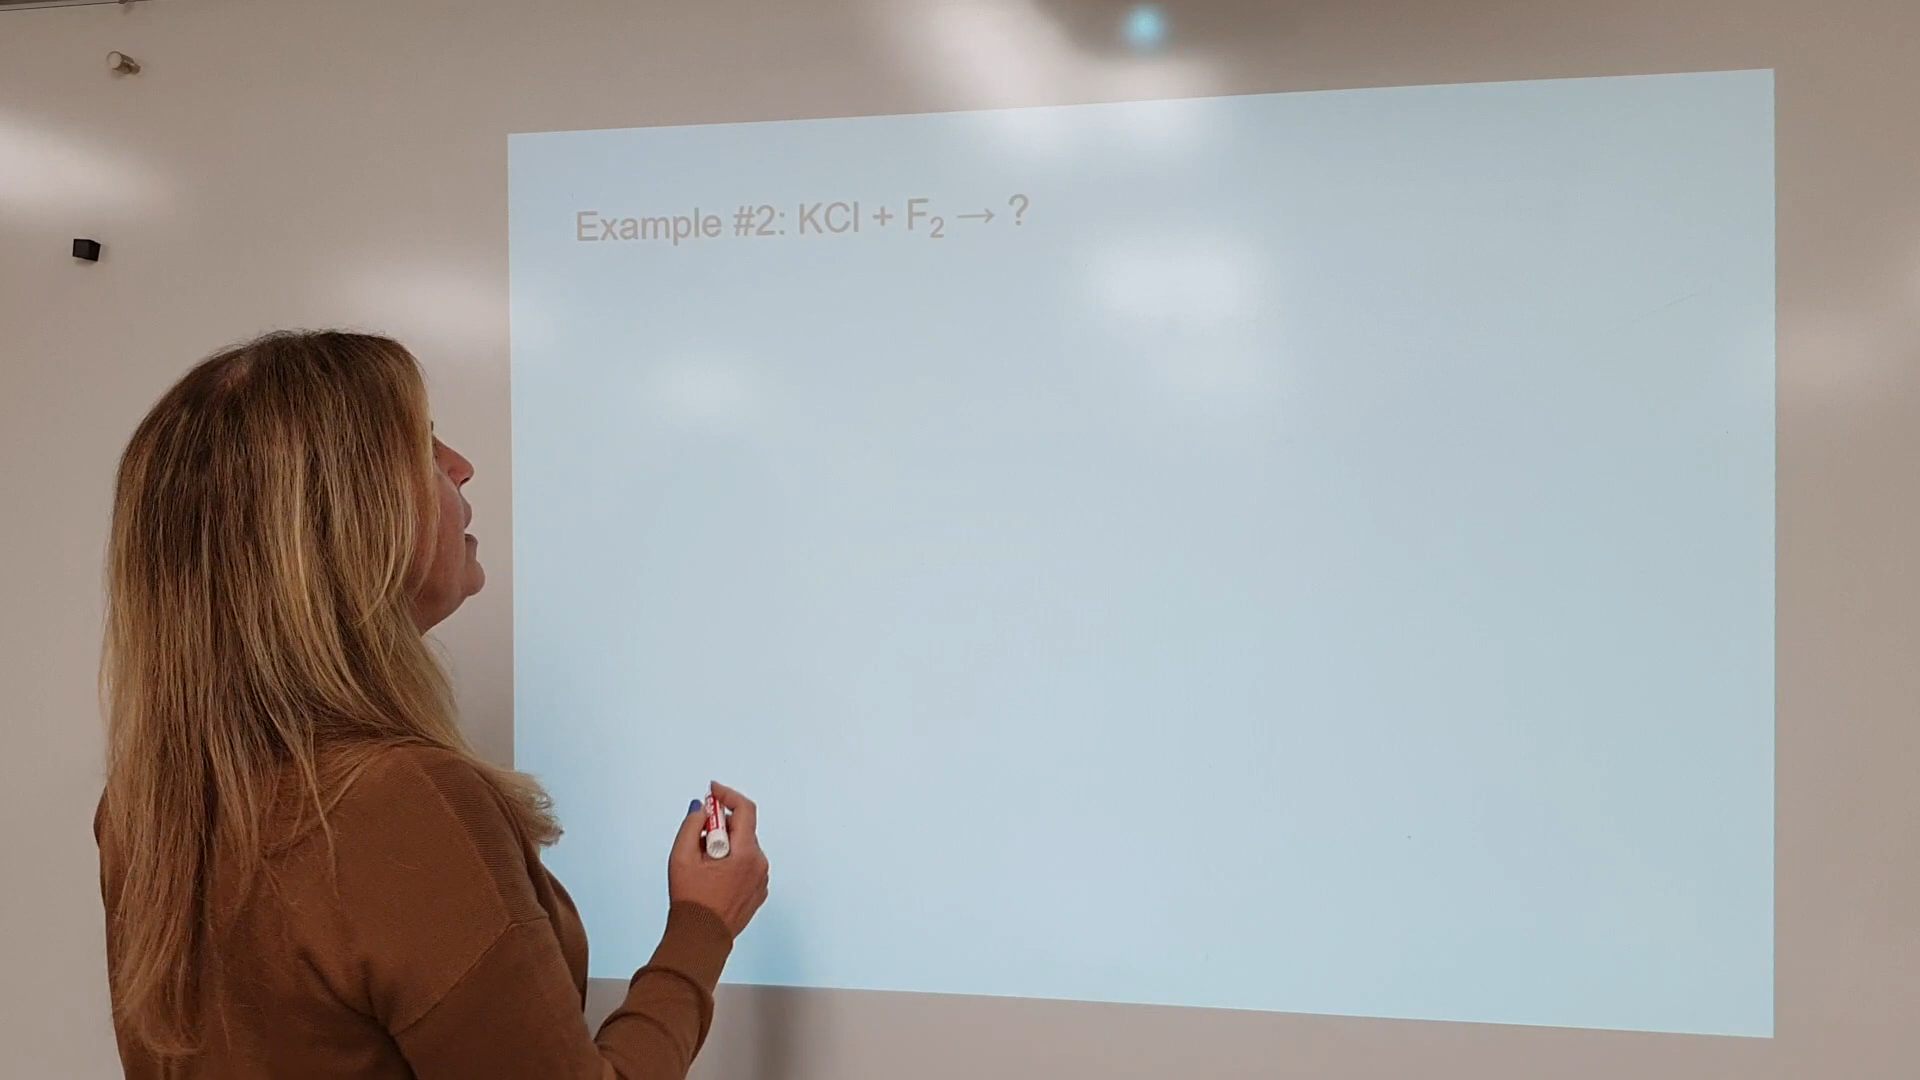 Example #2: KCl + F₂ → ?